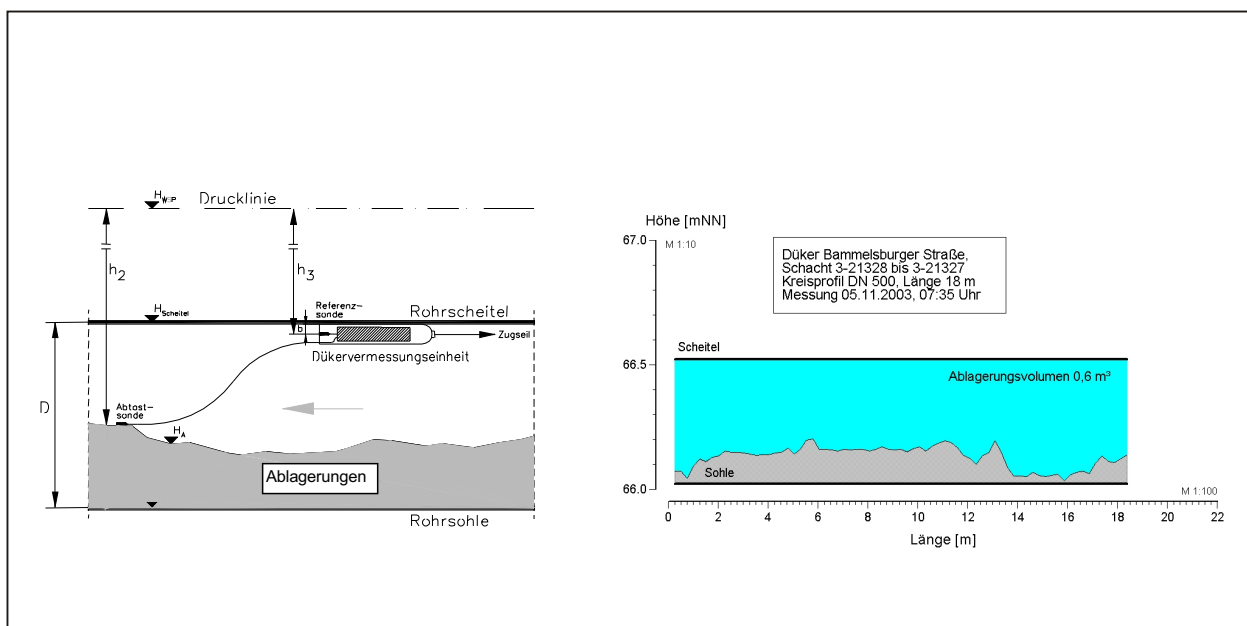 H_WSP
Drucklinie
h2
h3
H_Scheitel
Referenz-
sonde
Rohrscheitel
b
Zugseil
Dükervermessungseinheit
D
Abtast-
sonde
H_A
Ablagerungen
Rohrsohle
Höhe [mNN]
67.0
M 1:10
Düker Bammelsburger Straße,
Schacht 3-21328 bis 3-21327
Kreisprofil DN 500, Länge 18 m
Messung 05.11.2003, 07:35 Uhr
Scheitel
66.5
Ablagerungsvolumen 0,6 m³
Sohle
66.0
M 1:100
0 2 4 6 8 10 12 14 16 18 20 22
Länge [m]